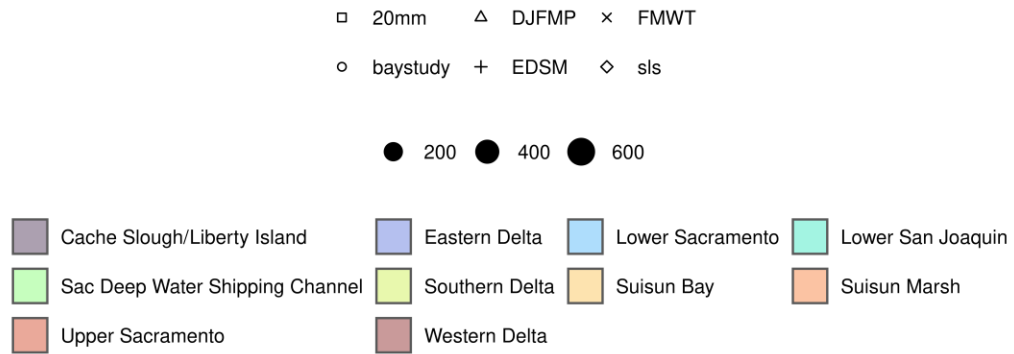 20mm DJFMP FMWT
baystudy EDSM sls
200 400 600
Cache Slough/Liberty Island Eastern Delta Lower Sacramento Lower San Joaquin
Sac Deep Water Shipping Channel Southern Delta Suisun Bay Suisun Marsh
Upper Sacramento Western Delta